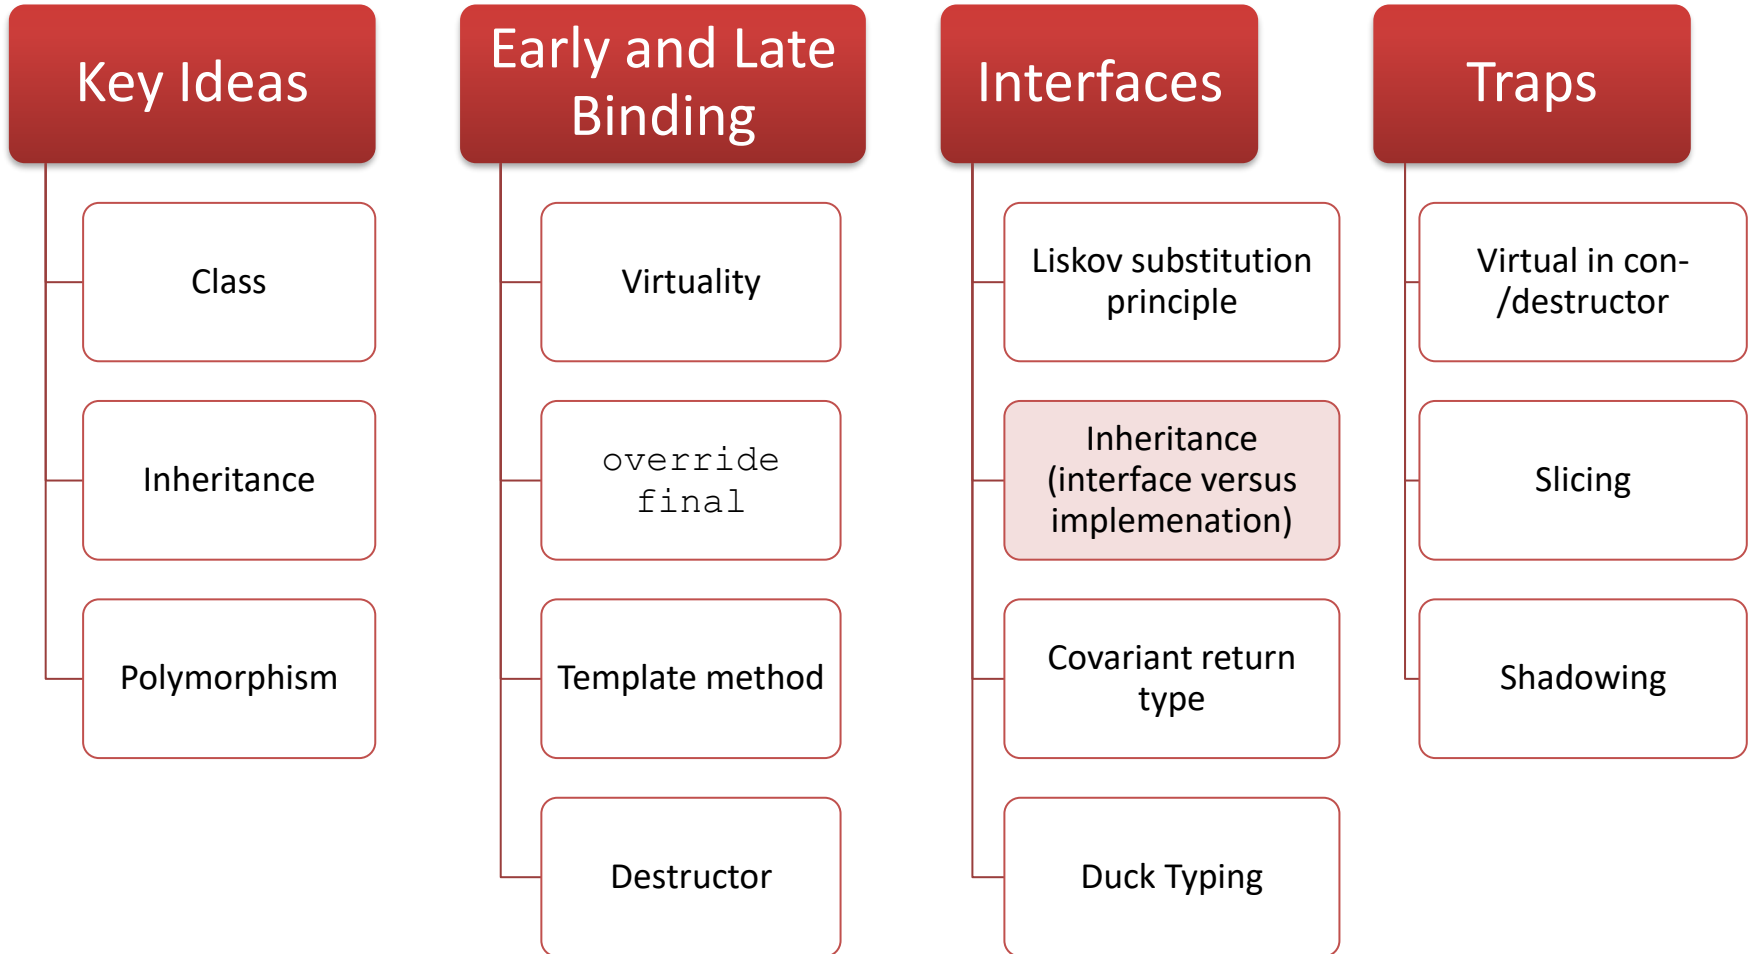 Key Ideas
Class
Inheritance
Polymorphism
Early and Late
Binding
Virtuality
override
final
Template method
Destructor
Interfaces
Liskov substitution
principle
Inheritance
(interface versus
implemenation)
Covariant return
type
Duck Typing
Traps
Virtual in con-
/destructor
Slicing
Shadowing